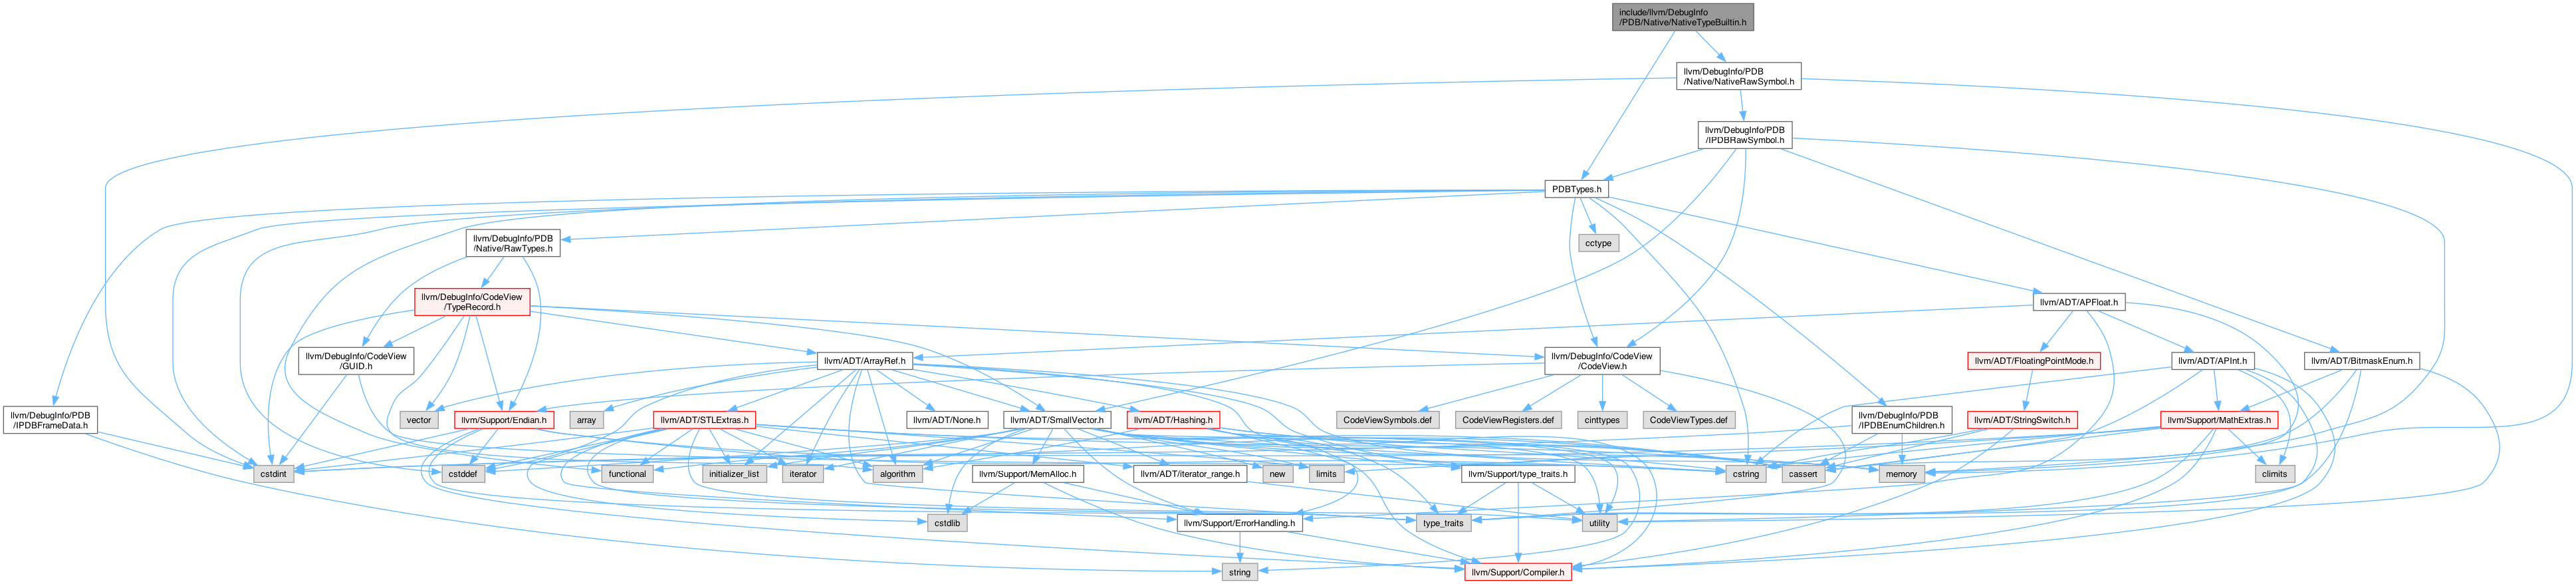 include/llvm/DebugInfo
/PDB/Native/NativeTypeBuiltin.h
llvm/DebugInfo/PDB
/Native/NativeRawSymbol.h
llvm/DebugInfo/PDB
/IPDBRawSymbol.h
PDBTypes.h
llvm/DebugInfo/PDB
/Native/RawTypes.h
cctype
llvm/DebugInfo/CodeView
/TypeRecord.h
llvm/ADT/APFloat.h
llvm/DebugInfo/CodeView
/GUID.h
llvm/ADT/ArrayRef.h
llvm/DebugInfo/CodeView
/CodeView.h
llvm/ADT/FloatingPointMode.h
llvm/ADT/APInt.h
llvm/ADT/BitmaskEnum.h
llvm/DebugInfo/PDB
/IPDBFrameData.h
vector
llvm/Support/Endian.h
array
llvm/ADT/STLExtras.h
llvm/ADT/None.h
llvm/ADT/SmallVector.h
llvm/ADT/Hashing.h
CodeViewSymbols.def
CodeViewRegisters.def
cinttypes
CodeViewTypes.def
llvm/DebugInfo/PDB
/IPDBEnumChildren.h
llvm/ADT/StringSwitch.h
llvm/Support/MathExtras.h
cstdint
cstddef
functional
initializer_list
iterator
algorithm
llvm/Support/MemAlloc.h
llvm/ADT/iterator_range.h
new
limits
llvm/Support/type_traits.h
cstring
cassert
memory
climits
cstdlib
llvm/Support/ErrorHandling.h
type_traits
utility
string
llvm/Support/Compiler.h